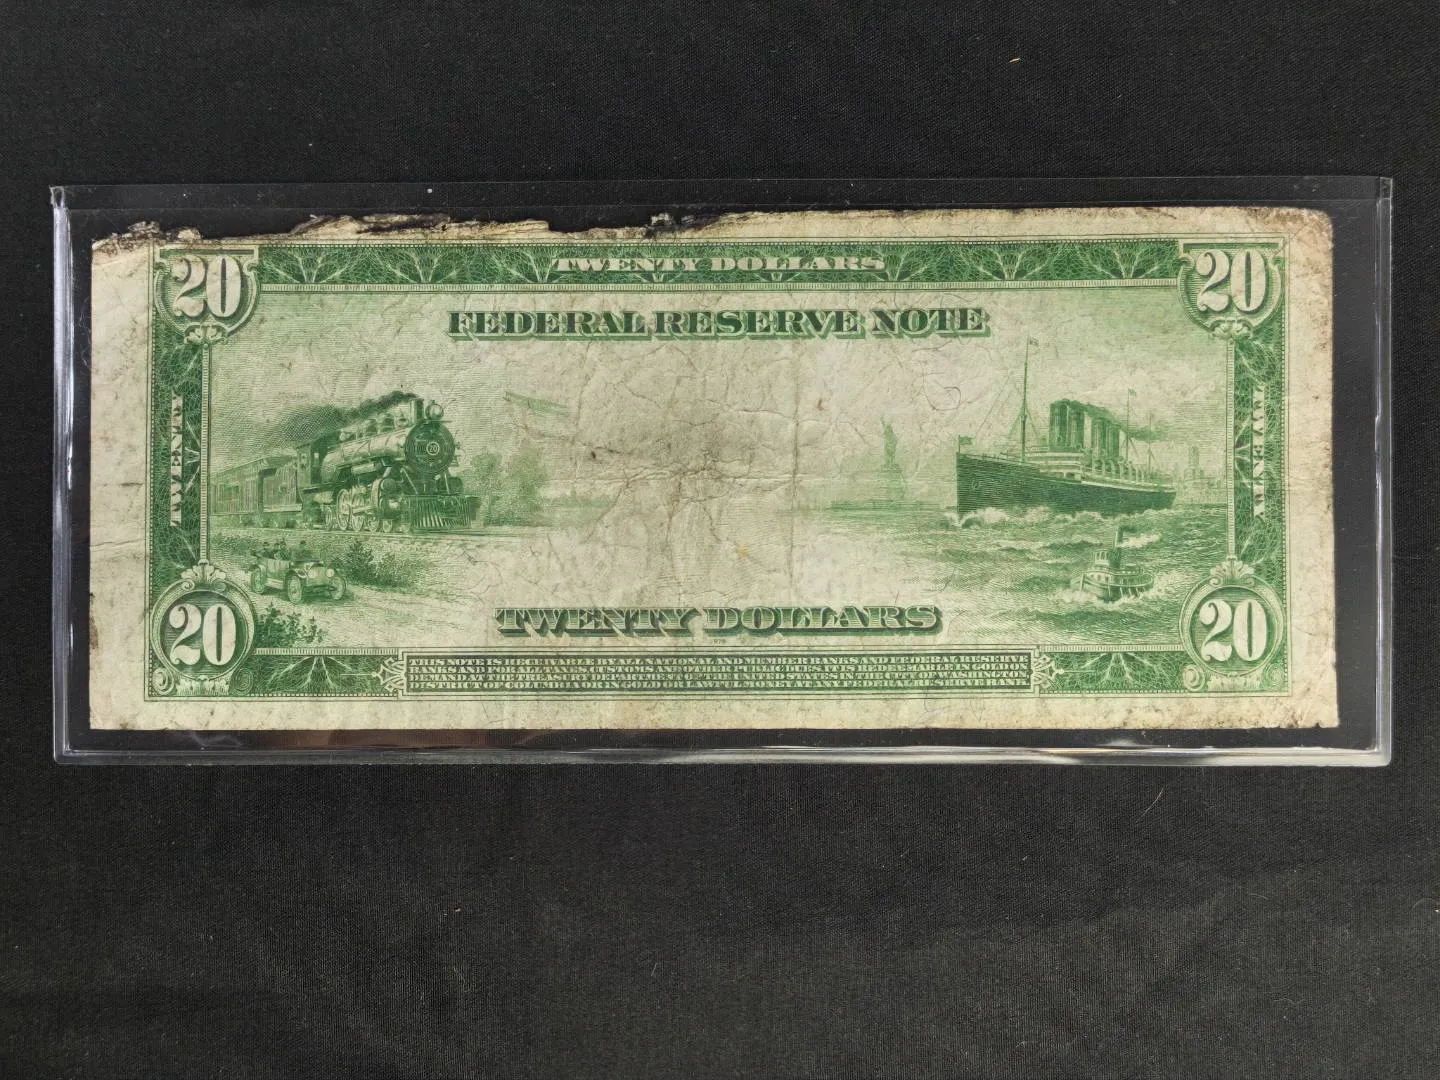 20 TWENTY DOLLARS 20
FEDERAL RESERVE NOTE
TWENTY
TWENTY
20
TWENTY DOLLARS
20 20
THIS NOTE IS RECEIVABLE BY ALL NATIONAL AND MEMBER BANKS AND FEDERAL RESERVE
BANKS AND FOR ALL TAXES, CUSTOMS AND OTHER PUBLIC DUES. IT IS REDEEMABLE IN GOLD ON
DEMAND AT THE TREASURY DEPARTMENT OF THE UNITED STATES IN THE CITY OF WASHINGTON,
DISTRICT OF COLUMBIA OR IN GOLD OR LAWFUL MONEY AT ANY FEDERAL RESERVE BANK.